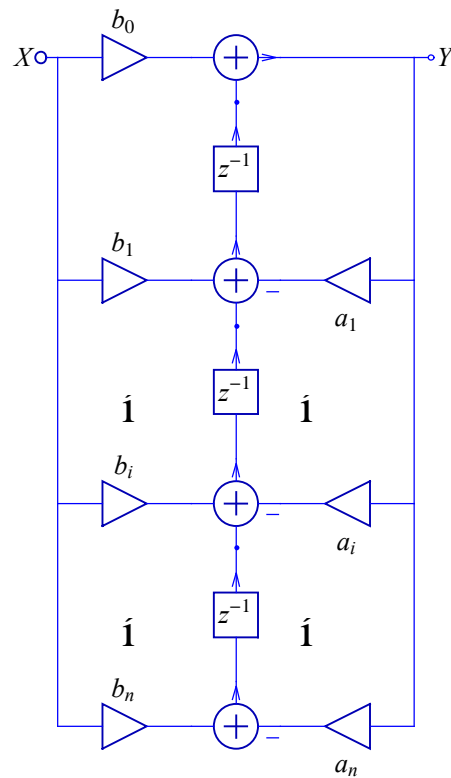 b₀
X + Y
z⁻¹
b₁
+ −
a₁
z⁻¹
í í
bᵢ
+ −
aᵢ
z⁻¹
í í
bₙ
+ −
aₙ